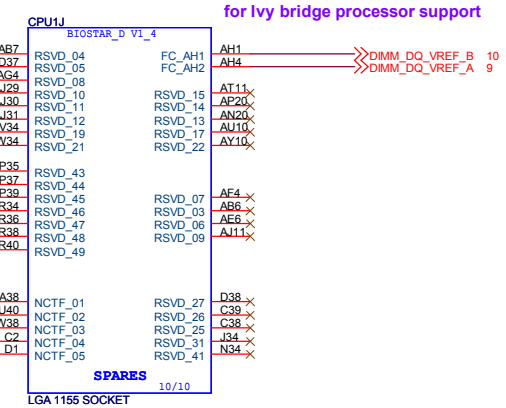 for Ivy bridge processor support
CPU1J
BIOSTAR_D V1_4
AB7 RSVD_04 FC_AH1 AH1 DIMM_DQ_VREF_B 10
D37 RSVD_05 FC_AH2 AH4 DIMM_DQ_VREF_A 9
AG4 RSVD_08
J29 RSVD_10 RSVD_15 AT11
J30 RSVD_11 RSVD_14 AP20
J31 RSVD_12 RSVD_13 AN20
V34 RSVD_19 RSVD_17 AU10
W34 RSVD_21 RSVD_22 AY10
P35 RSVD_43
P37 RSVD_44
P39 RSVD_45 RSVD_07 AF4
R34 RSVD_46 RSVD_03 AB6
R36 RSVD_47 RSVD_06 AE6
R38 RSVD_48 RSVD_09 AJ11
R40 RSVD_49
A38 NCTF_01 RSVD_27 D38
U40 NCTF_02 RSVD_26 C39
W38 NCTF_03 RSVD_25 C38
C2 NCTF_04 RSVD_31 J34
D1 NCTF_05 RSVD_41 N34
SPARES
10/10
LGA 1155 SOCKET